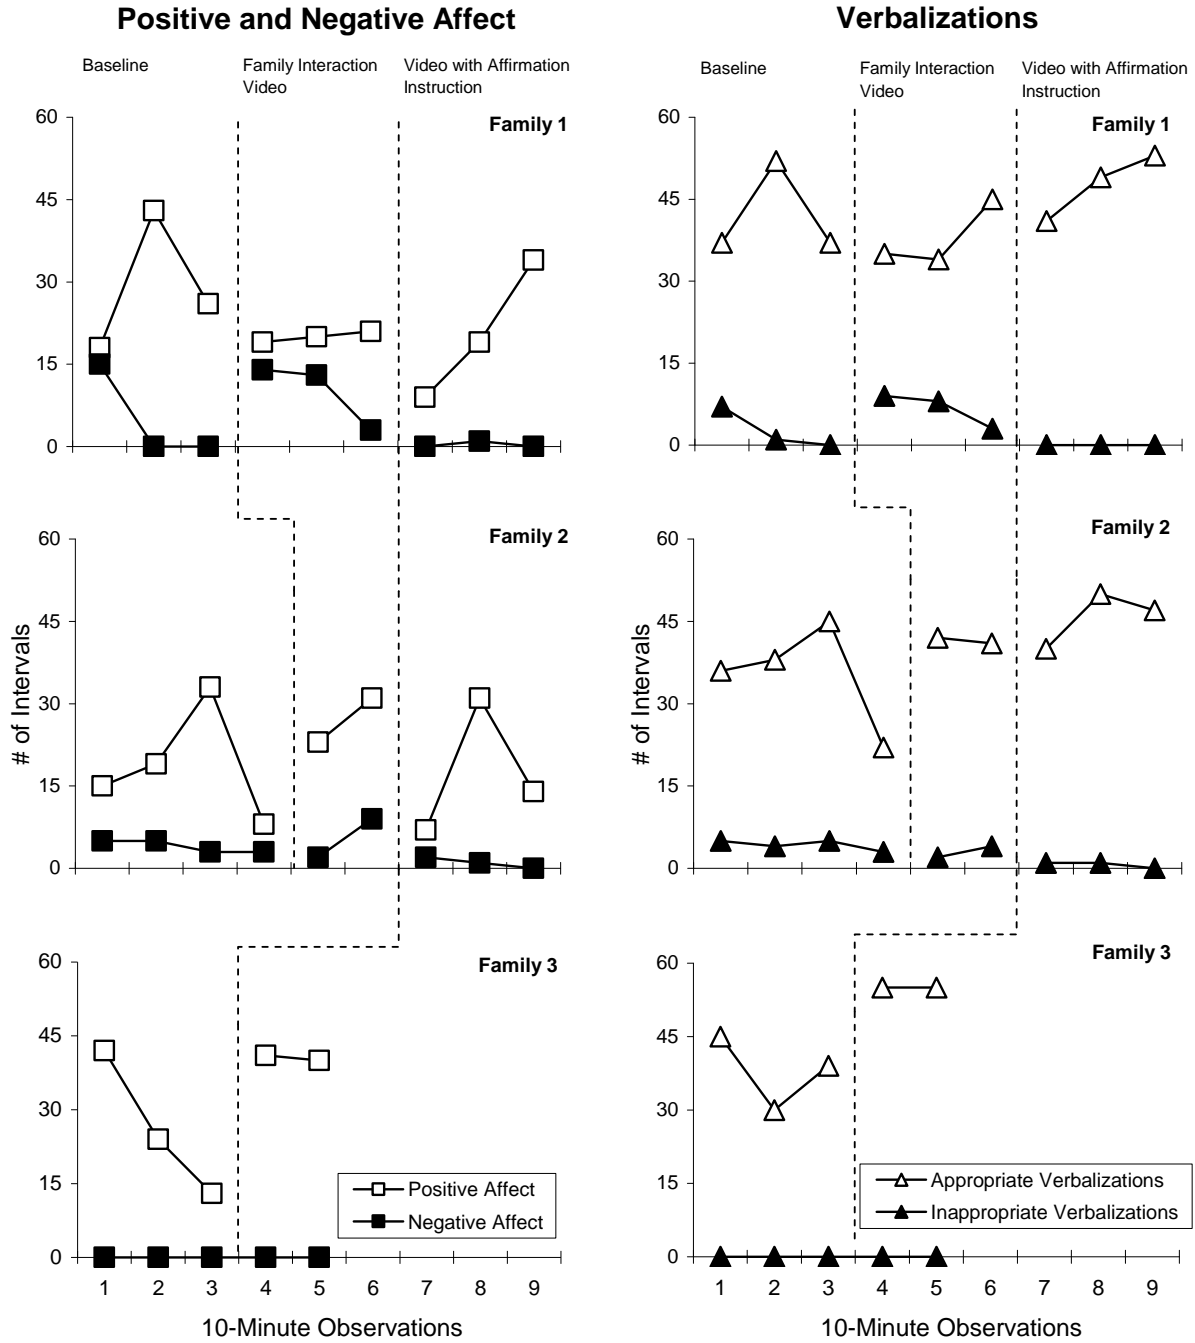 Positive and Negative Affect
Baseline
Family Interaction
Video
Video with Affirmation
Instruction
60
45
30
15
0
Family 1
60
45
30
15
0
Family 2
# of Intervals
60
45
30
15
0
Family 3
Positive Affect
Negative Affect
1 2 3 4 5 6 7 8 9
10-Minute Observations
Verbalizations
Baseline
Family Interaction
Video
Video with Affirmation
Instruction
60
45
30
15
0
Family 1
60
45
30
15
0
Family 2
# of Intervals
60
45
30
15
0
Family 3
Appropriate Verbalizations
Inappropriate Verbalizations
1 2 3 4 5 6 7 8 9
10-Minute Observations